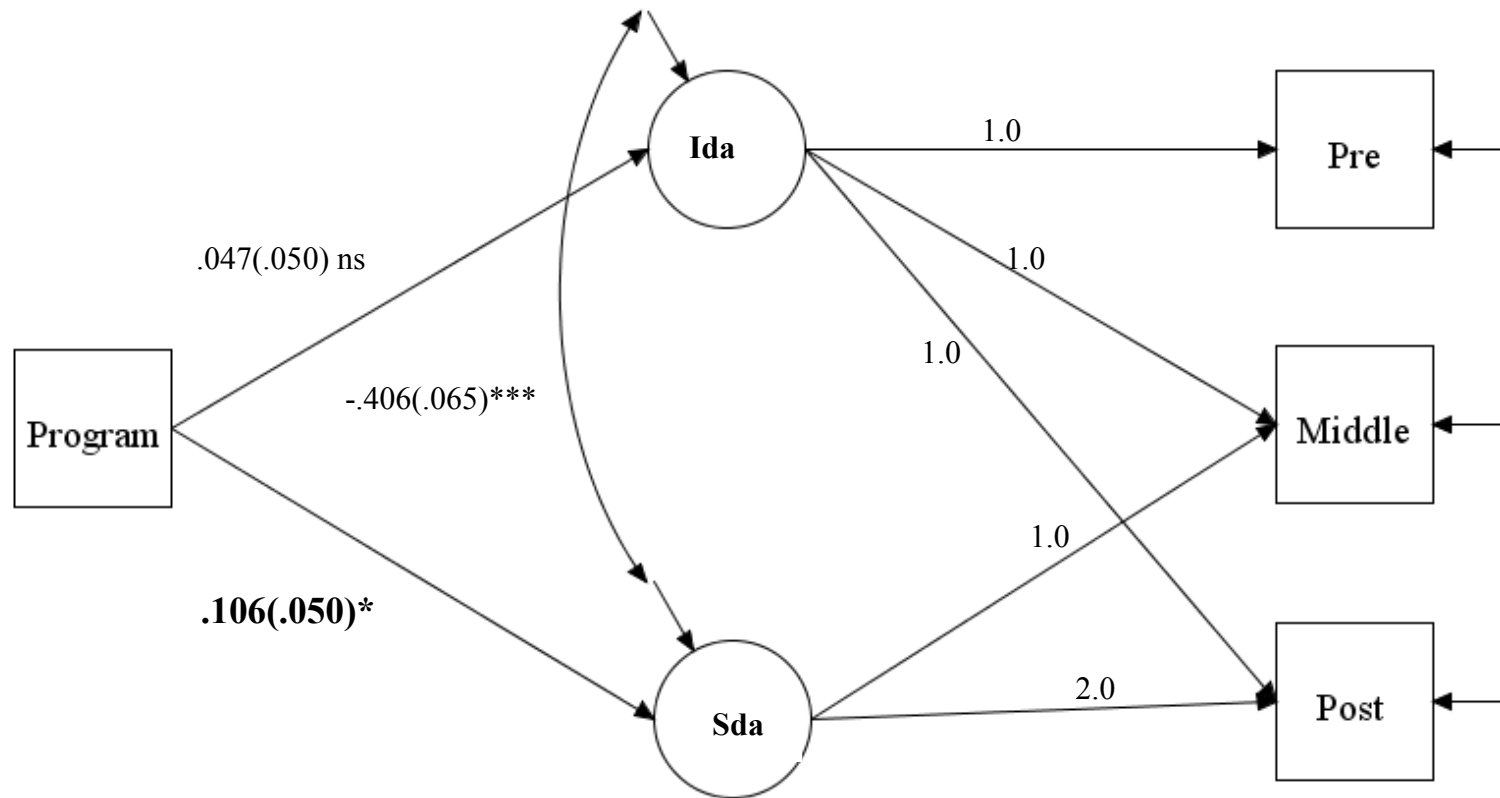 1.0
Ida
Pre
.047(.050) ns
1.0
1.0
-.406(.065)***
Program
Middle
1.0
.106(.050)*
2.0
Sda
Post